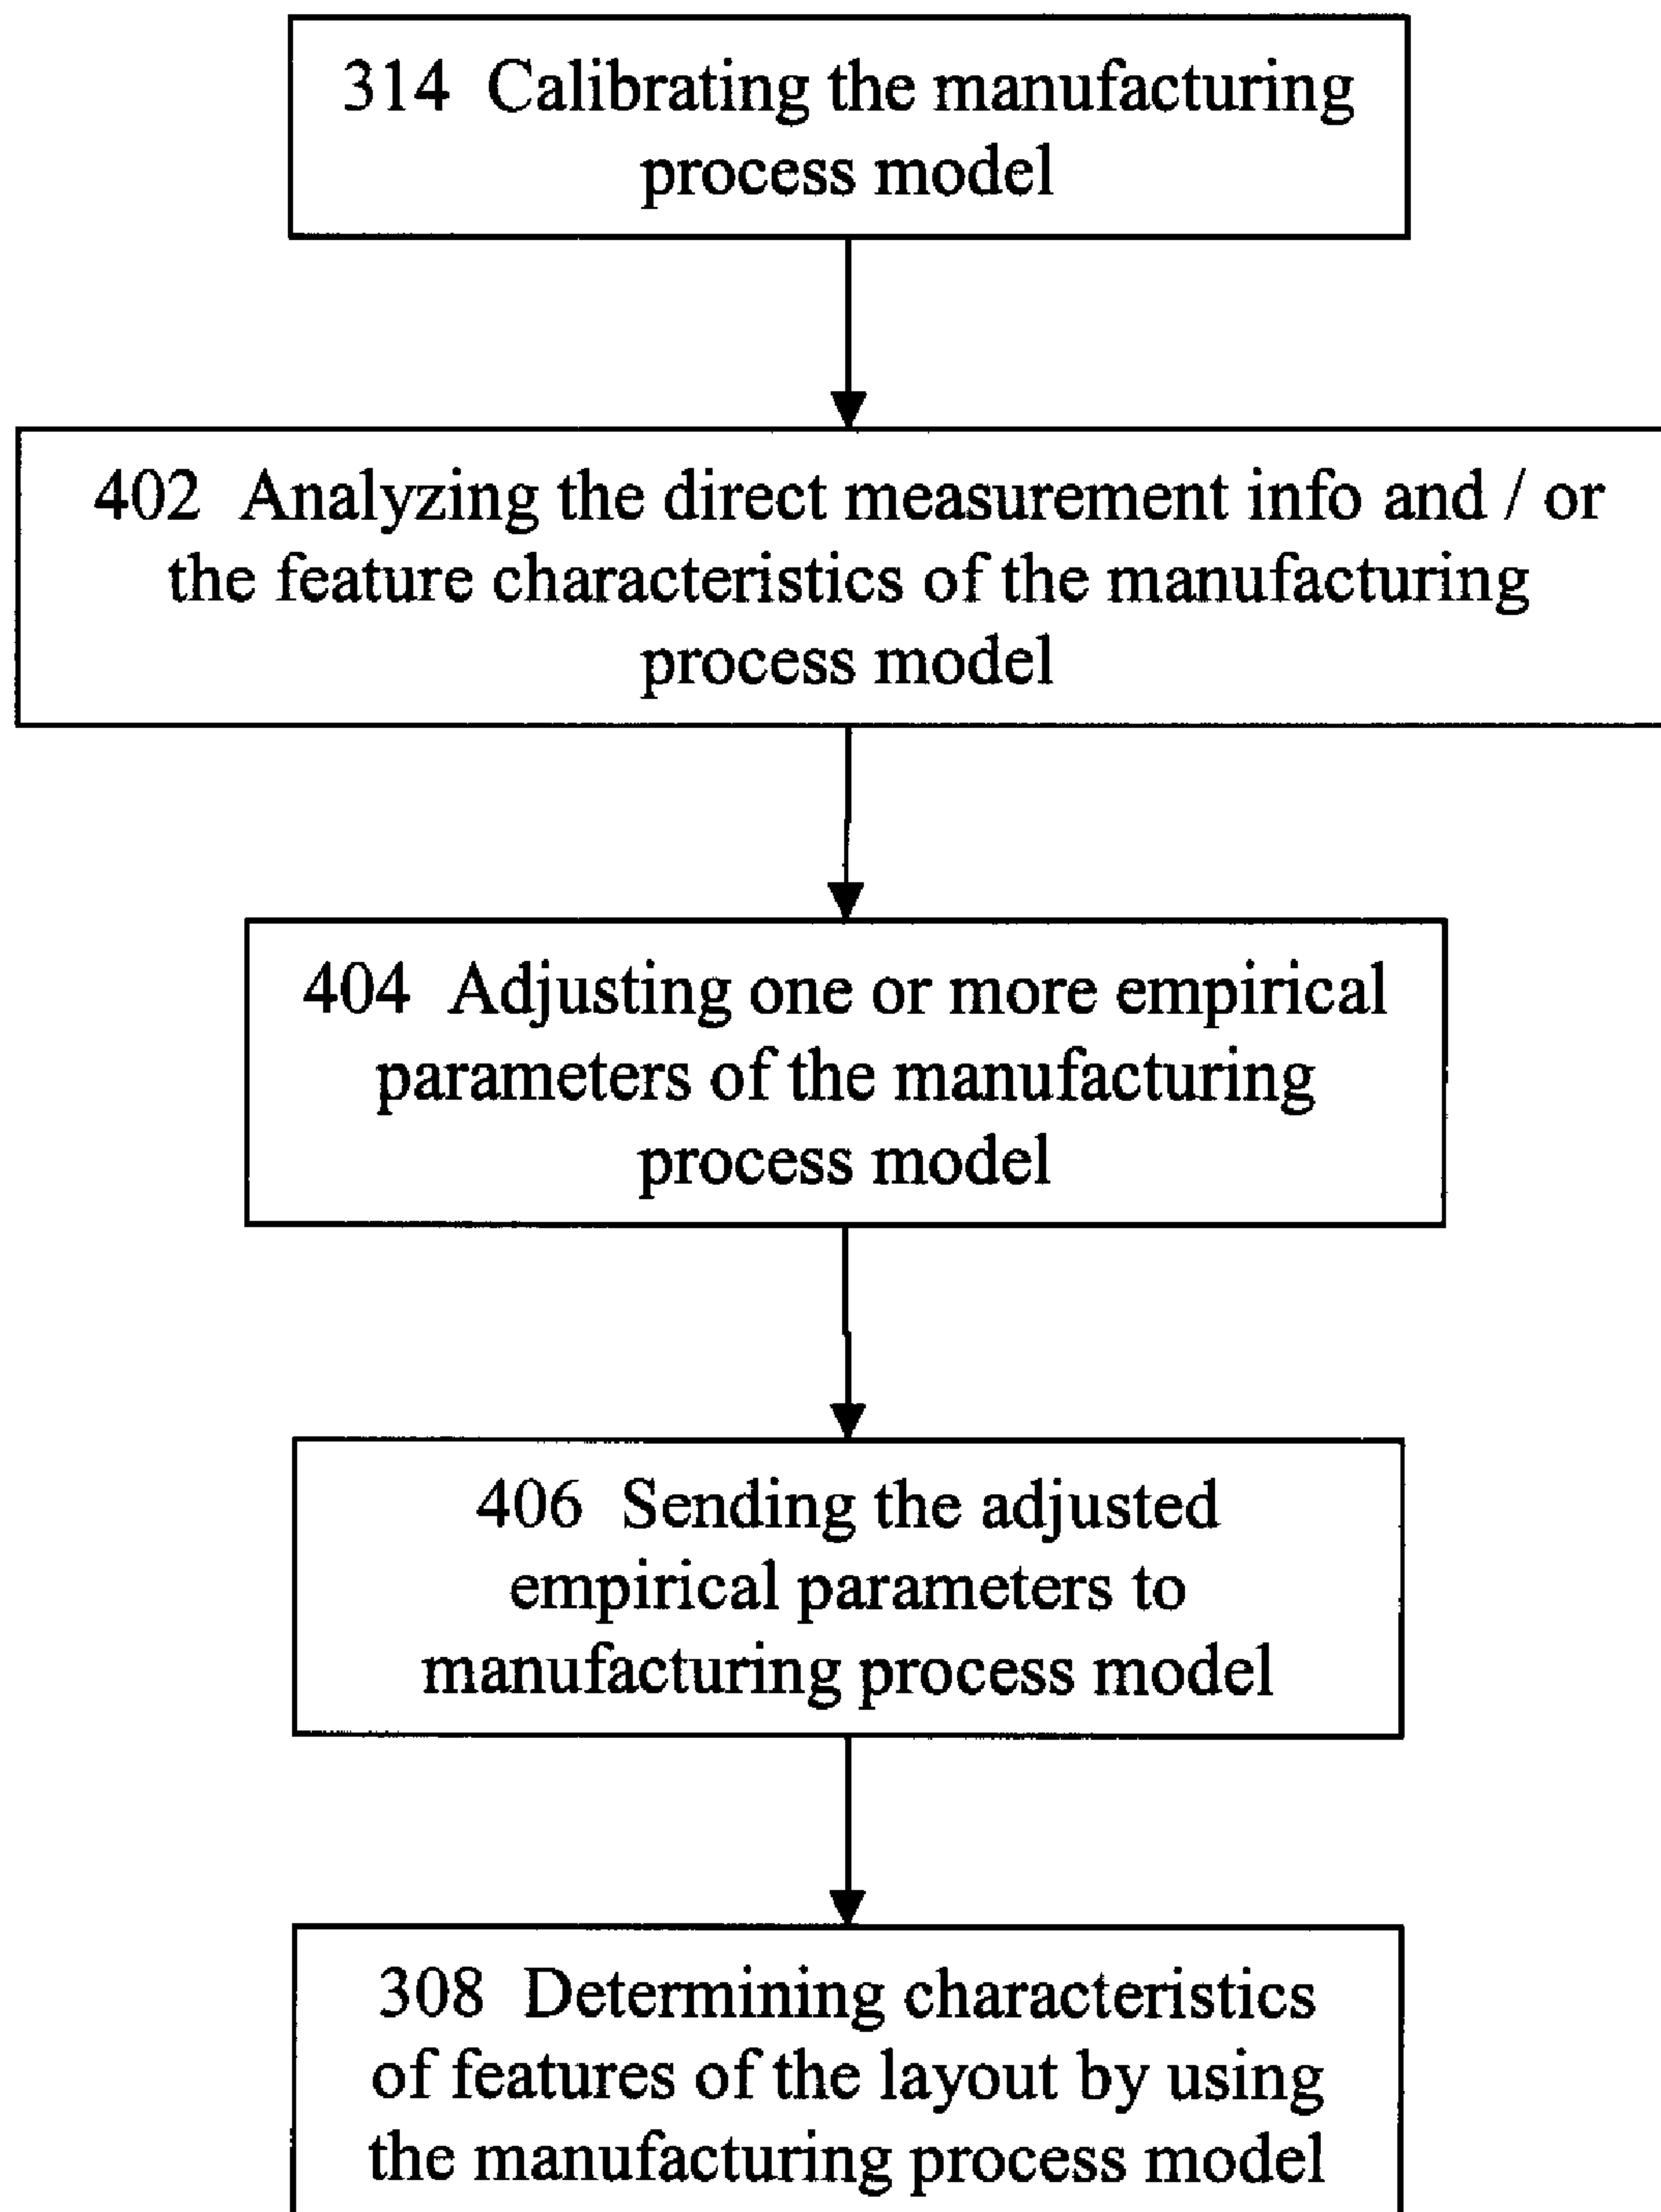 314 Calibrating the manufacturing
process model
402 Analyzing the direct measurement info and / or
the feature characteristics of the manufacturing
process model
404 Adjusting one or more empirical
parameters of the manufacturing
process model
406 Sending the adjusted
empirical parameters to
manufacturing process model
308 Determining characteristics
of features of the layout by using
the manufacturing process model